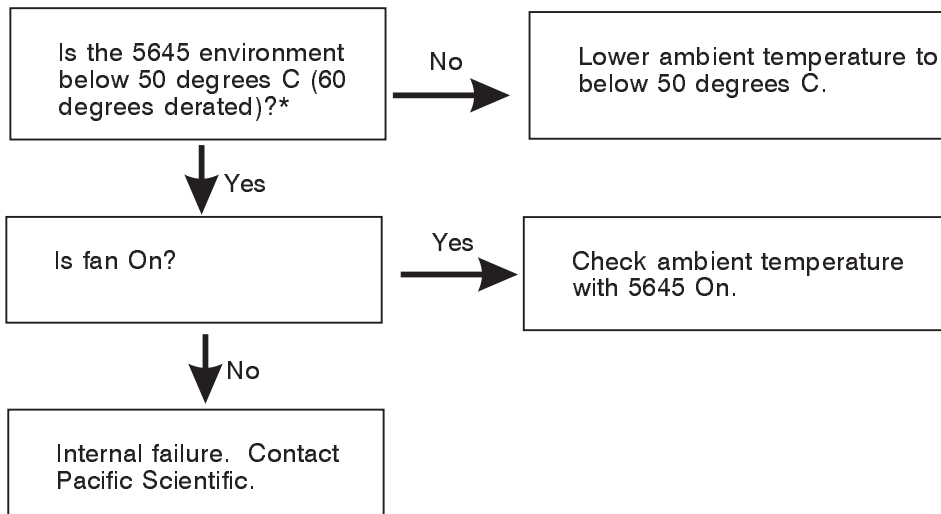 Is the 5645 environment
below 50 degrees C (60
degrees derated)?*
No
Lower ambient temperature to
below 50 degrees C.
Yes
Is fan On?
Yes
Check ambient temperature
with 5645 On.
No
Internal failure.  Contact
Pacific Scientific.